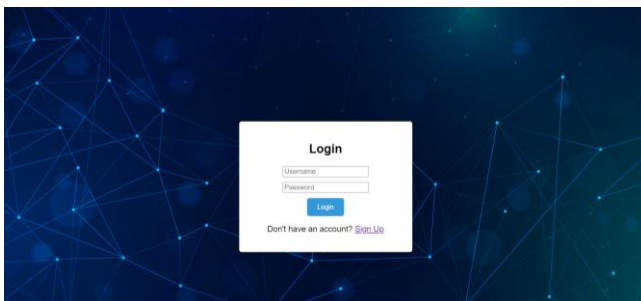 Login
Username
Password
Login
Don't have an account? Sign Up